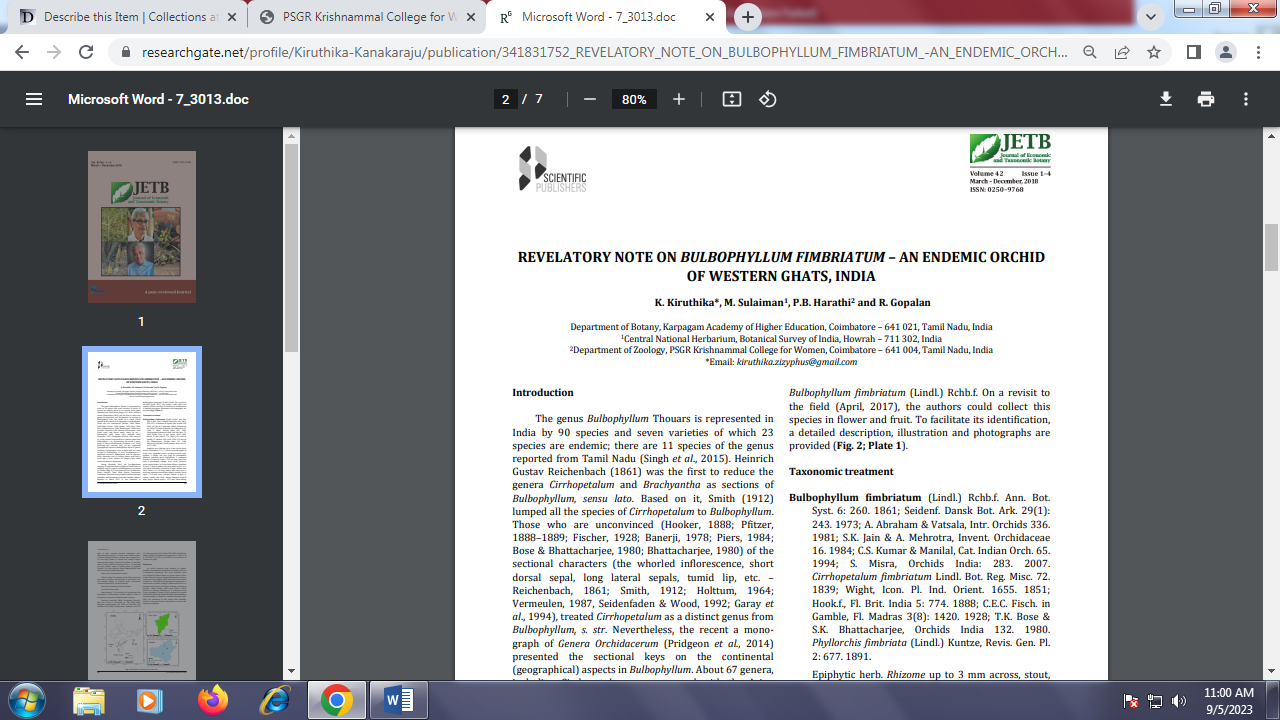 Describe this Item | Collections at
PSGR Krishnammal College for W
Microsoft Word - 7_3013.doc
researchgate.net/profile/Kiruthika-Kanakaraju/publication/341831752_REVELATORY_NOTE_ON_BULBOPHYLLUM_FIMBRIATUM_-AN_ENDEMIC_ORCH...
Microsoft Word - 7_3013.doc
2 / 7
80%
JETB
Journal of Economic
and Taxonomic Botany
1
2
SCIENTIFIC
PUBLISHERS
JETB
Journal of Economic
and Taxonomic Botany
Volume 42 Issue 1–4
March – December, 2018
ISSN: 0250–9768
REVELATORY NOTE ON BULBOPHYLLUM FIMBRIATUM – AN ENDEMIC ORCHID
OF WESTERN GHATS, INDIA
K. Kiruthika*, M. Sulaiman¹, P.B. Harathi² and R. Gopalan
Department of Botany, Karpagam Academy of Higher Education, Coimbatore – 641 021, Tamil Nadu, India
¹Central National Herbarium, Botanical Survey of India, Howrah – 711 302, India
²Department of Zoology, PSGR Krishnammal College for Women, Coimbatore – 641 004, Tamil Nadu, India
*Email: kiruthika.zizyphus@gmail.com
Introduction
The genus Bulbophyllum Thouars is represented in
India by 90 species and seven varieties of which 23
species are endemic; there are 11 species of the genus
reported from Tamil Nadu (Singh et al., 2015). Heinrich
Gustav Reichenbach (1861) was the first to reduce the
genera Cirrhopetalum and Brachyantha as sections of
Bulbophyllum, sensu lato. Based on it, Smith (1912)
lumped all the species of Cirrhopetalum to Bulbophyllum.
Those who are unconvinced (Hooker, 1888; Pfitzer,
1888–1889; Fischer, 1928; Banerji, 1978; Piers, 1984;
Bose & Bhattacharjee, 1980; Bhattacharjee, 1980) of the
sectional characters (the whorled inflorescence, short
dorsal sepal, long lateral sepals, tumid lip, etc. –
Reichenbach, 1861; Smith, 1912; Holttum, 1964;
Vermeulen, 1987, Seidenfaden & Wood, 1992; Garay et
al., 1994), treated Cirrhopetalum as a distinct genus from
Bulbophyllum, s. str. Nevertheless, the recent a mono-
graph of Genera Orchidacerum (Pridgeon et al., 2014)
presented the sectional keys on the continental
(geographical) aspects in Bulbophyllum. About 67 genera,
Bulbophyllum fimbriatum (Lindl.) Rchb.f. On a revisit to
the field (April, 2017), the authors could collect this
species in flower and fruit. To facilitate its identification,
a detailed description, illustration and photographs are
provided (Fig. 2; Plate 1).
Taxonomic treatment
Bulbophyllum fimbriatum (Lindl.) Rchb.f. Ann. Bot.
Syst. 6: 260. 1861; Seidenf. Dansk Bot. Ark. 29(1):
243. 1973; A. Abraham & Vatsala, Intr. Orchids 336.
1981; S.K. Jain & A. Mehrotra, Invent. Orchidaceae
16. 1984; C.S. Kumar & Manilal, Cat. Indian Orch. 65.
1994; S. Misra, Orchids India: 283. 2007.
Cirrhopetalum fimbriatum Lindl. Bot. Reg. Misc. 72.
1839; Wight, Icon. Pl. Ind. Orient. 1655. 1851;
Hook.f., Fl. Brit. India 5: 774. 1888; C.E.C. Fisch. in
Gamble, Fl. Madras 3(8): 1420. 1928; T.K. Bose &
S.K. Bhattacharjee, Orchids India 132. 1980.
Phyllorchis fimbriata (Lindl.) Kuntze, Revis. Gen. Pl.
2: 677. 1891.
Epiphytic herb. Rhizome up to 3 mm across, stout,
11:00 AM
9/5/2023